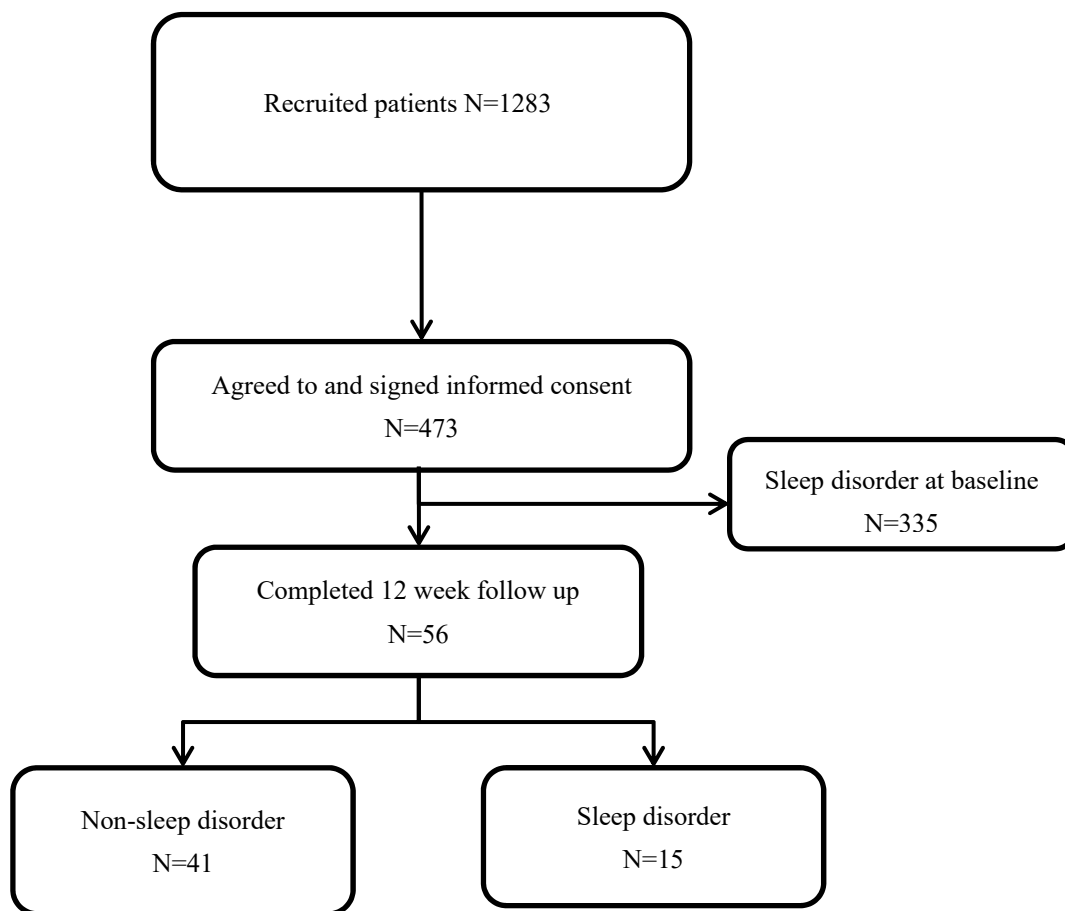 Recruited patients N=1283
Agreed to and signed informed consent
N=473
Sleep disorder at baseline
N=335
Completed 12 week follow up
N=56
Non-sleep disorder
N=41
Sleep disorder
N=15